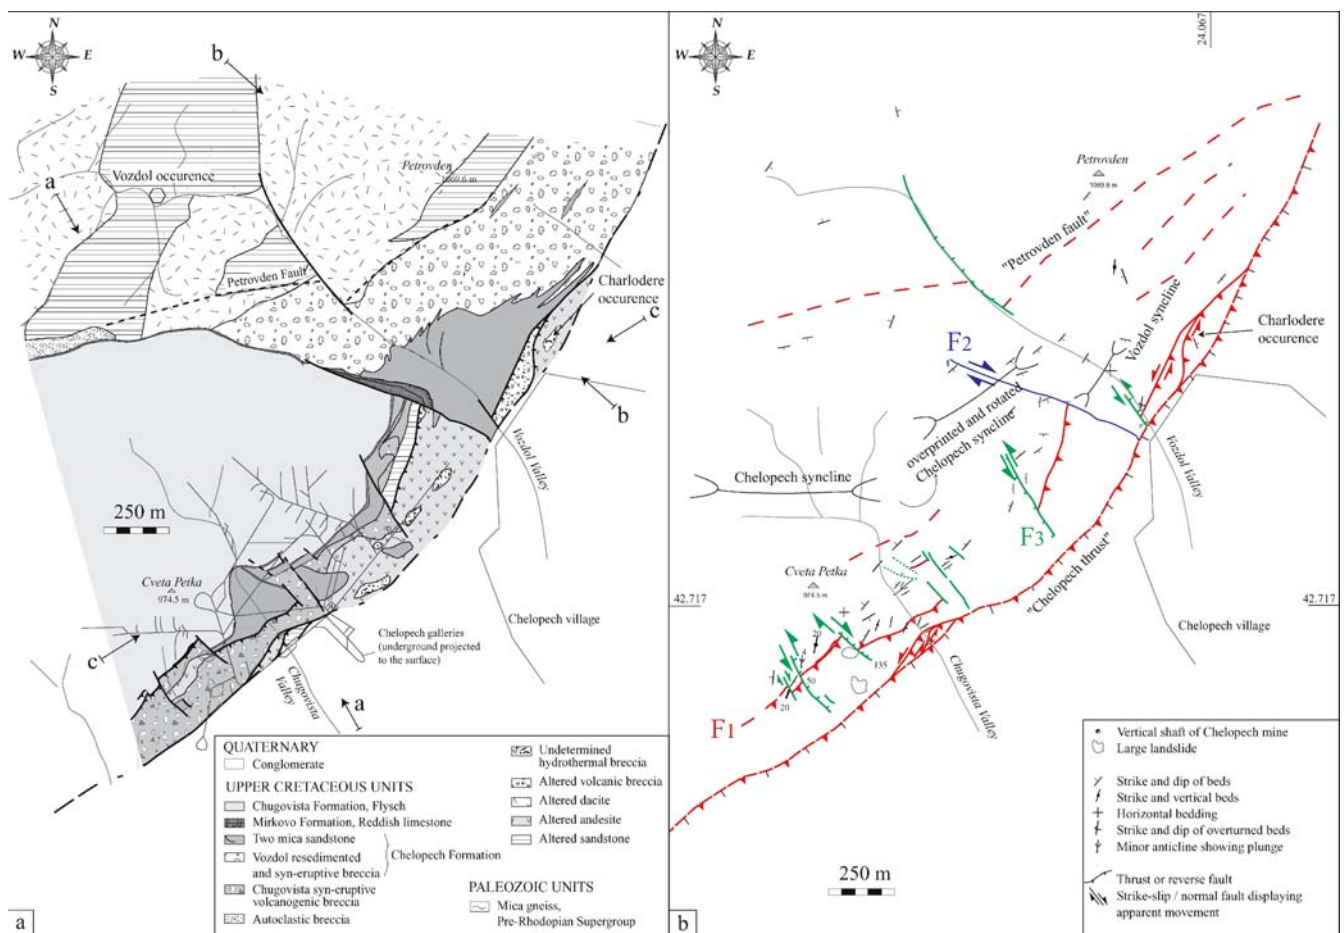 N
W E
S
b
Petrovden
1069.6 m
a
Vozdol occurence
Petrovden Fault
Charlodere
occurence
c
b
Vozdol Valley
250 m
Cveta Petka
974.5 m
Chelopech village
Chelopech galleries
(underground projected
to the surface)
c
Chugovista
Valley
a
QUATERNARY
Conglomerate
UPPER CRETACEOUS UNITS
Chugovista Formation, Flysch
Mirkovo Formation, Reddish limestone
Two mica sandstone
Vozdol resedimented
and syn-eruptive breccia
Chelopech Formation
Chugovista syn-eruptive
volcanogenic breccia
Autoclastic breccia
Undetermined
hydrothermal breccia
Altered volcanic breccia
Altered dacite
Altered andesite
Altered sandstone
PALEOZOIC UNITS
Mica gneiss,
Pre-Rhodopian Supergroup
a
N
W E
S
24.067
Petrovden
1069.6 m
"Petrovden fault"
Vozdol syncline
Charlodere
occurence
F2
overprinted and rotated
Chelopech syncline
Chelopech syncline
Vozdol Valley
F3
"Chelopech thrust"
Cveta Petka
974.5 m
42.717
42.717
Chelopech village
20
4
50
135
20
F1
Chugovista Valley
250 m
Vertical shaft of Chelopech mine
Large landslide
Strike and dip of beds
Strike and vertical beds
Horizontal bedding
Strike and dip of overturned beds
Minor anticline showing plunge
Thrust or reverse fault
Strike-slip / normal fault displaying
apparent movement
b